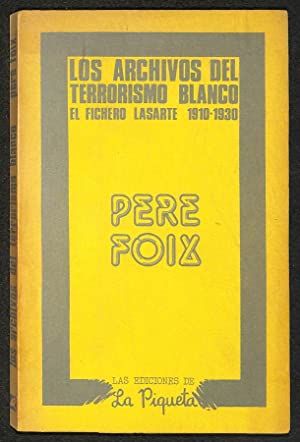 LOS ARCHIVOS DEL
TERRORISMO BLANCO
EL FICHERO LASARTE 1910-1930
PERE
FOIX
LAS EDICIONES DE
La Piqueta